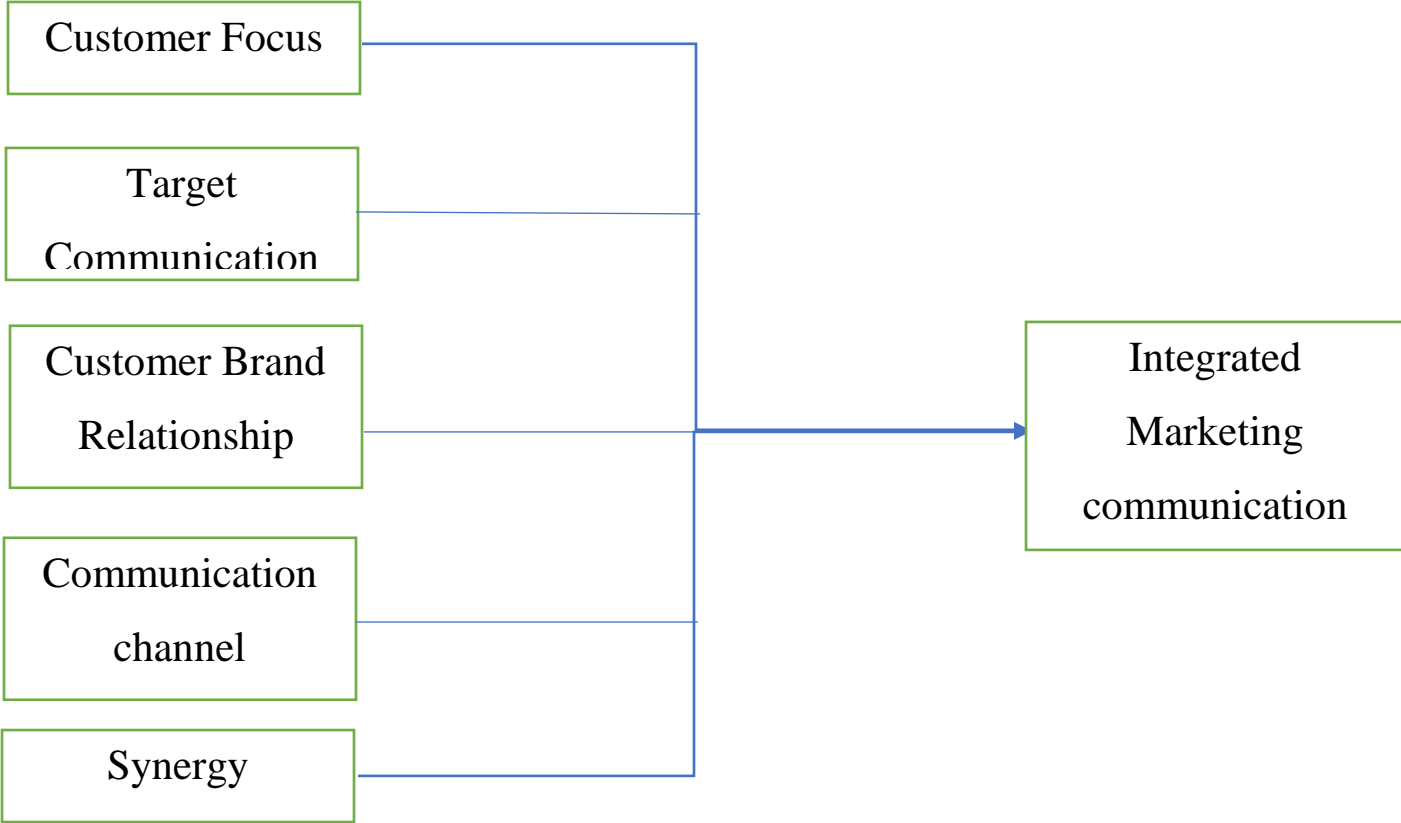 Customer Focus
Target
Communication
Customer Brand
Relationship
Integrated
Marketing
communication
Communication
channel
Synergy